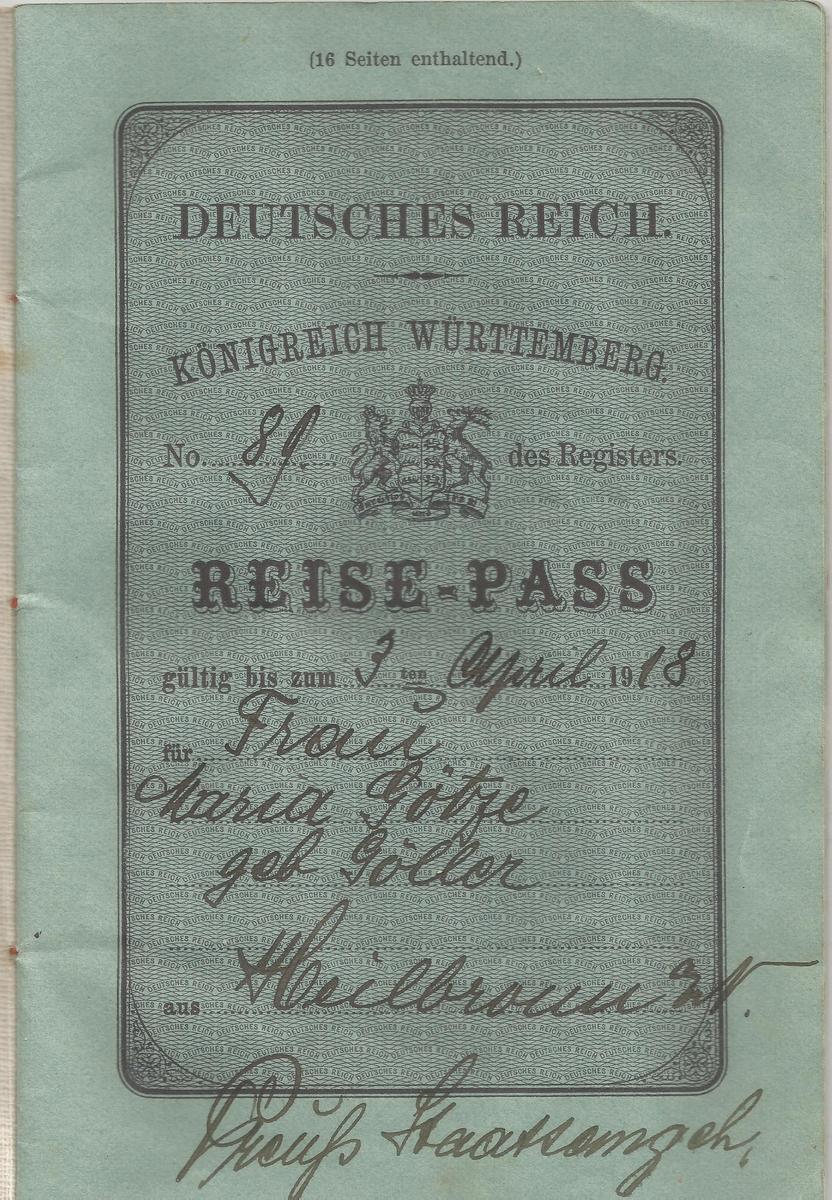 (16 Seiten enthaltend.)
DEUTSCHES REICH.
KÖNIGREICH WÜRTTEMBERG.
No. 89. des Registers.
REISE-PASS
gültig bis zum 3 ten April 1918
für Frau
Maria Götze
geb Göller
aus Heilbronn a/N.
Preuß Staatsangeh.